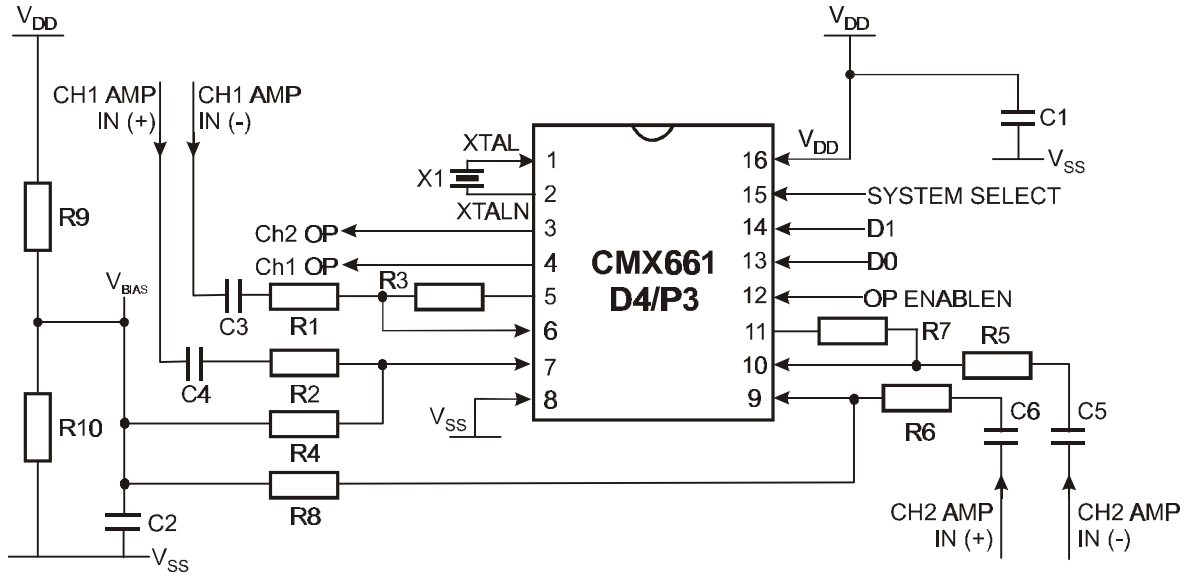 VDD
VDD
CH1 AMP
IN (+)
CH1 AMP
IN (-)
C1
VSS
XTAL
X1
XTALN
1
2
3
4
5
6
7
8
16
15
14
13
12
11
10
9
VDD
SYSTEM SELECT
D1
D0
OP ENABLEN
CMX661
D4/P3
R9
Ch2 OP
Ch1 OP
VBIAS
R3
C3
R1
R7
R5
C4
R2
VSS
R10
R4
R6
C6
C5
R8
C2
VSS
CH2 AMP
IN (+)
CH2 AMP
IN (-)